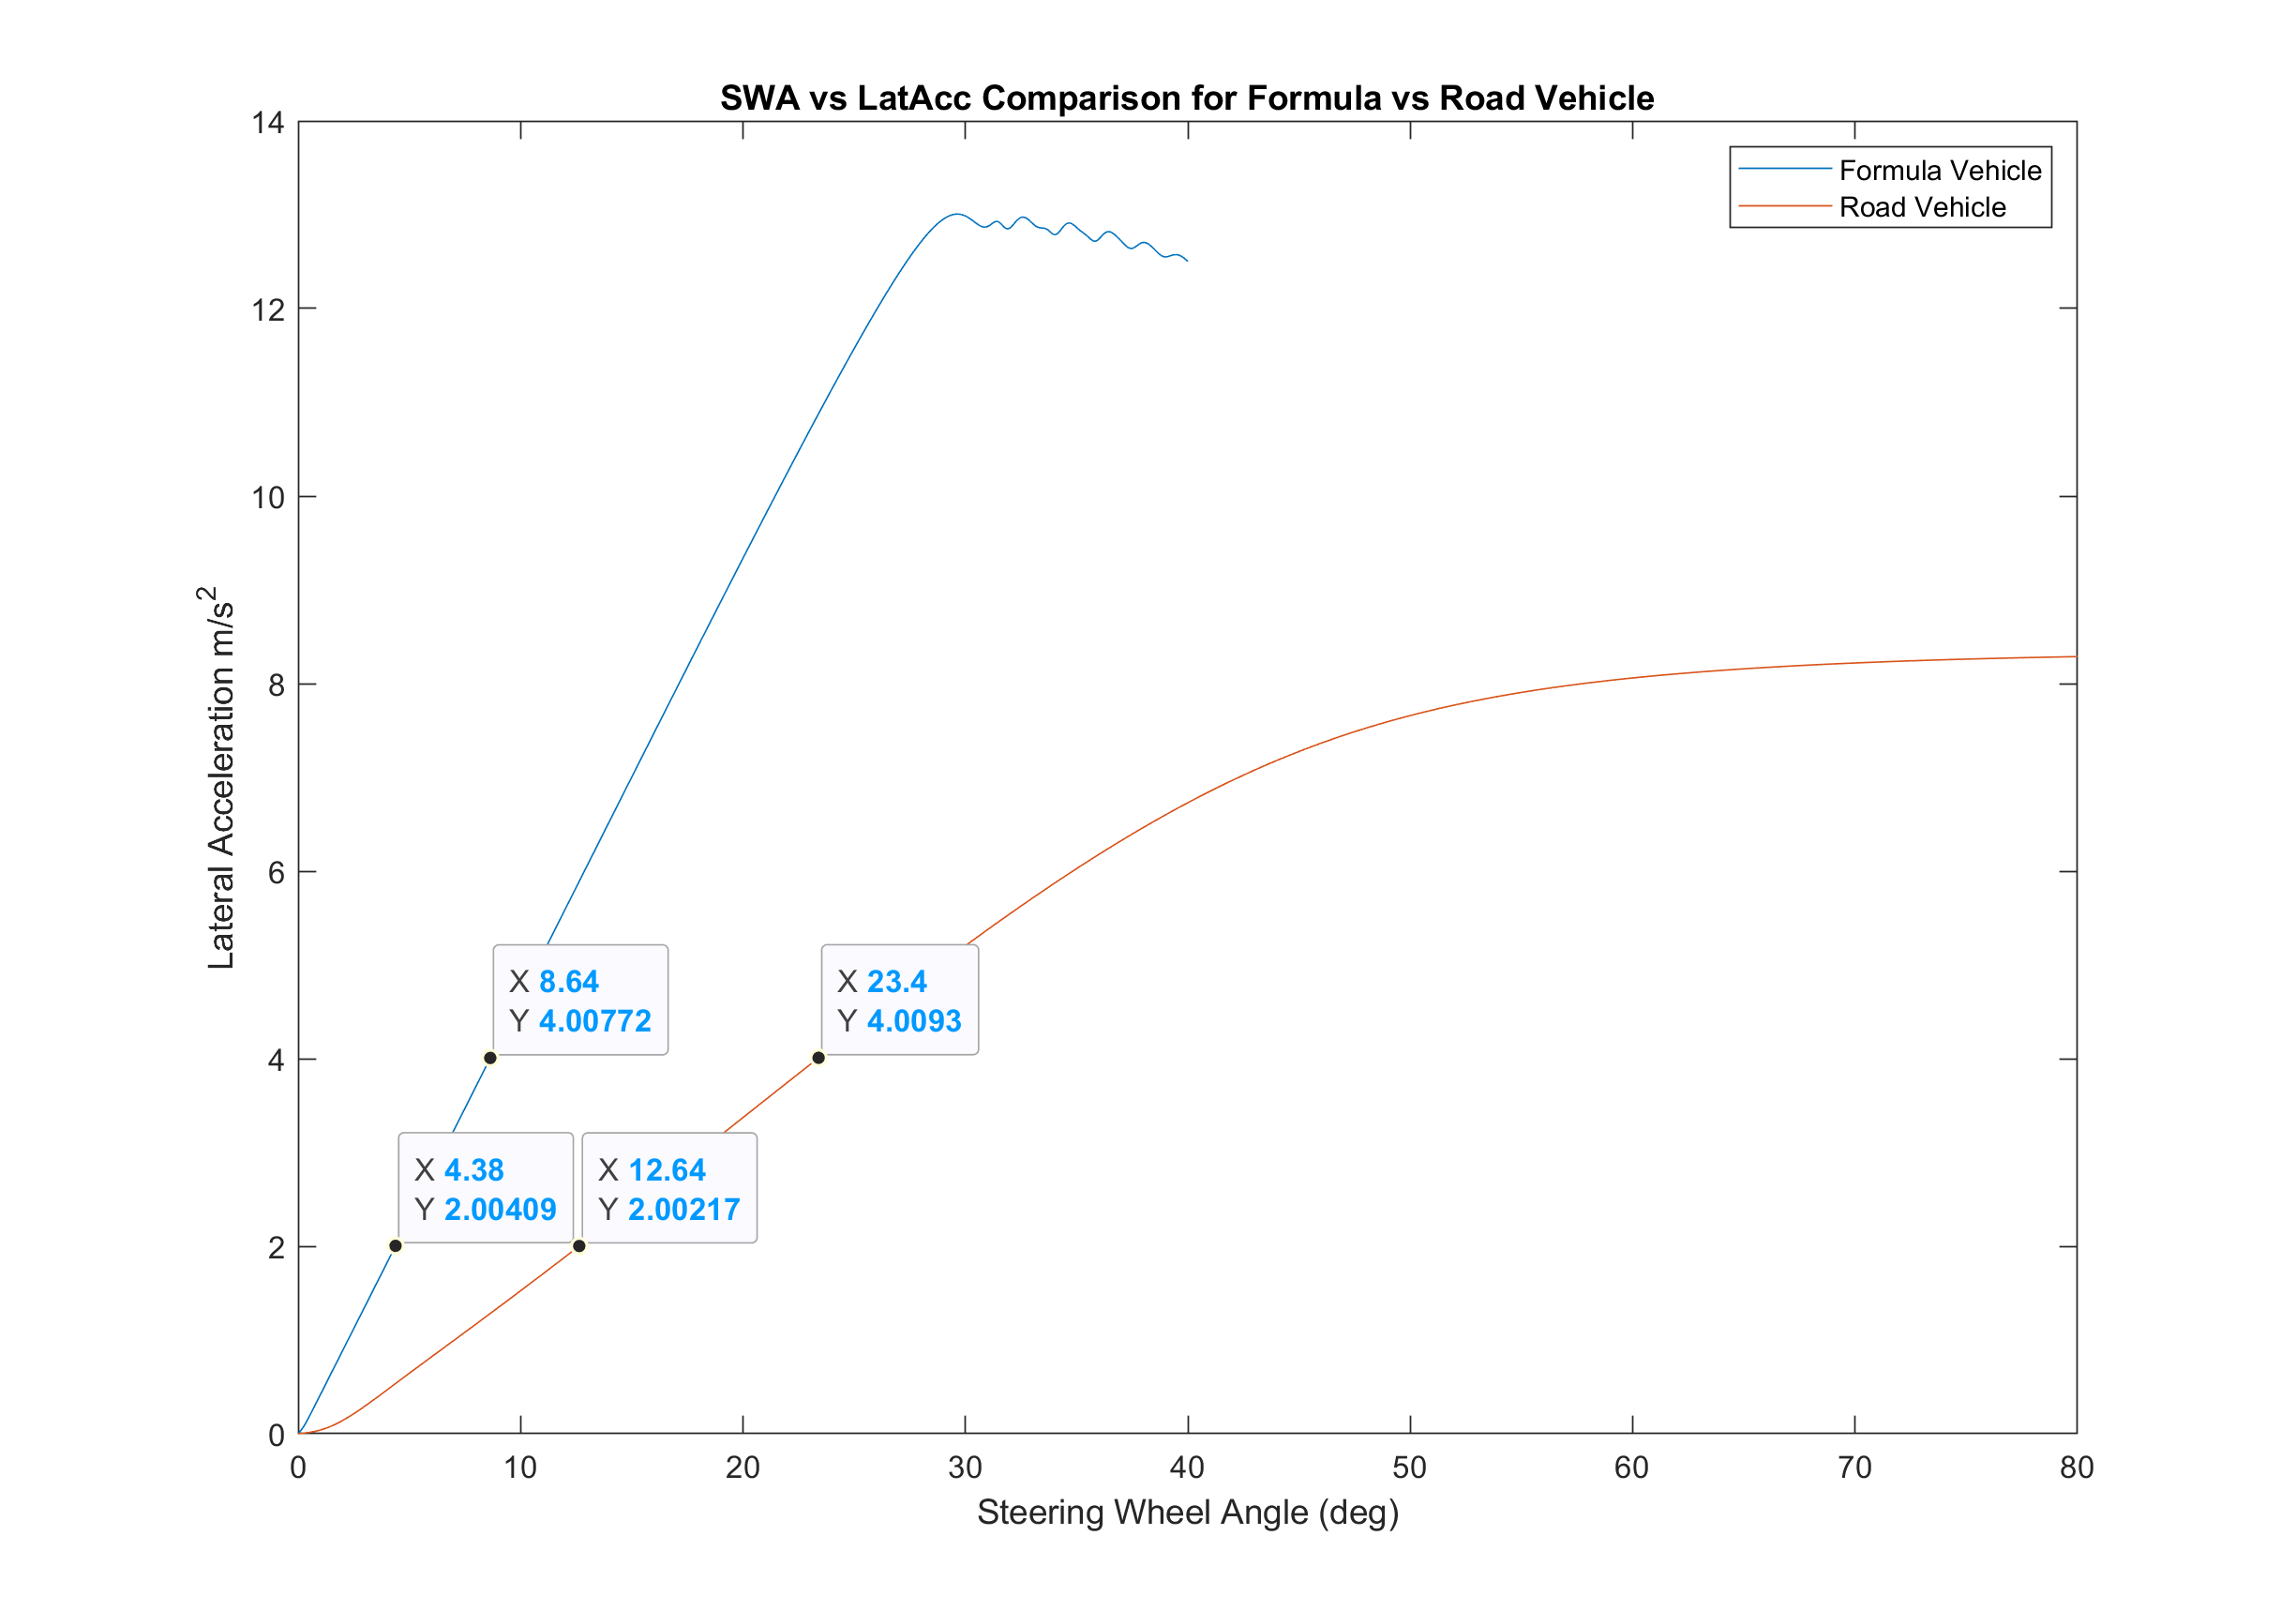 SWA vs LatAcc Comparison for Formula vs Road Vehicle
14
12
10
8
6
4
2
0
Lateral Acceleration m/s²
Formula Vehicle
Road Vehicle
X 8.64
Y 4.00772
X 23.4
Y 4.0093
X 4.38
Y 2.00409
X 12.64
Y 2.00217
0 10 20 30 40 50 60 70 80
Steering Wheel Angle (deg)